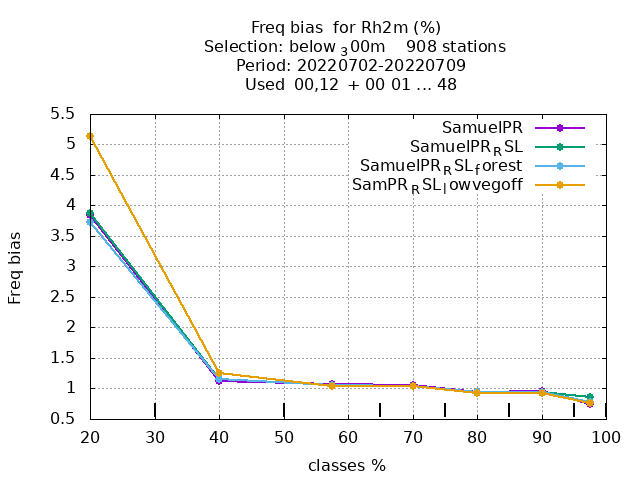 Freq bias  for Rh2m (%)
Selection: below ₃00m    908 stations
Period: 20220702-20220709
Used  00,12  + 00 01 ... 48
SamuelPR
SamuelPR_RSL
SamuelPR_RSL_forest
SamPR_RSL_lowvegoff
5.5
5
4.5
4
3.5
3
2.5
2
1.5
1
0.5
Freq bias
20 30 40 50 60 70 80 90 100
classes %